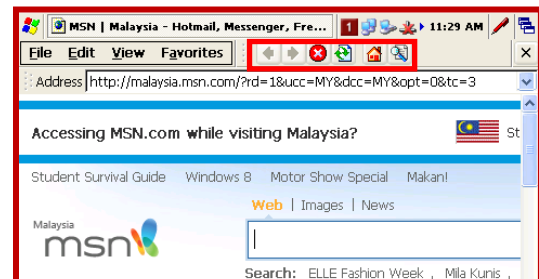 MSN | Malaysia - Hotmail, Messenger, Fre... 1 11:29 AM
File Edit View Favorites
Address http://malaysia.msn.com/?rd=1&ucc=MY&dcc=MY&opt=0&tc=3
Accessing MSN.com while visiting Malaysia? St
Student Survival Guide Windows 8 Motor Show Special Makan!
Web | Images | News
Malaysia
msn
Search: ELLE Fashion Week , Mila Kunis ,